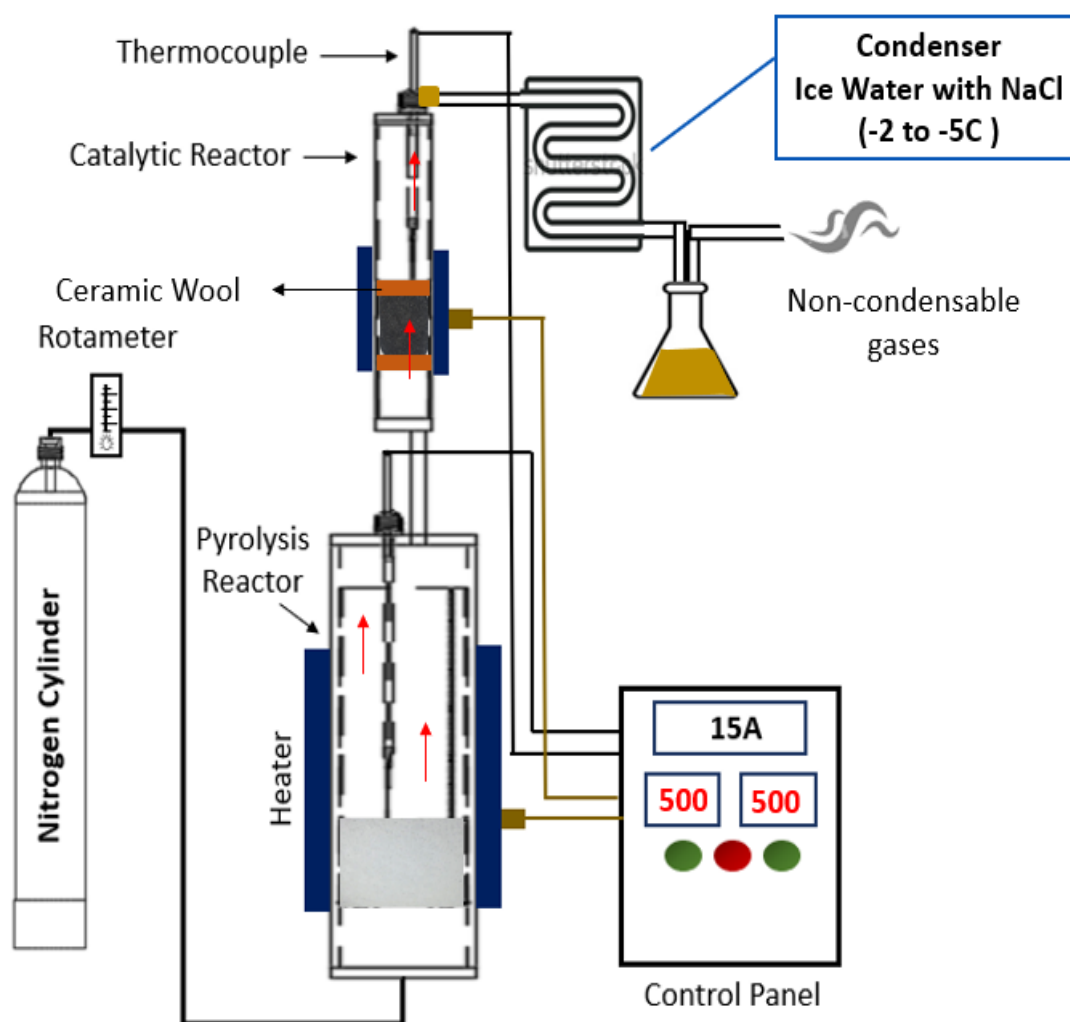 Thermocouple
Condenser
Ice Water with NaCl
(-2 to -5C )
Catalytic Reactor
shutterstock
Ceramic Wool
Rotameter
Non-condensable
gases
Pyrolysis
Reactor
Nitrogen Cylinder
Heater
15A
500 500
Control Panel